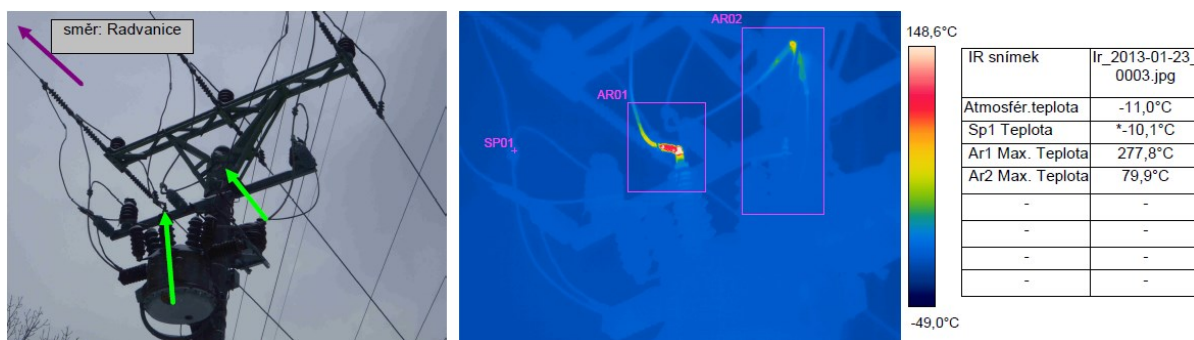 směr: Radvanice
AR02
AR01
SP01
148,6°C
-49,0°C
IR snímek Ir_2013-01-23_
0003.jpg
Atmosfér.teplota -11,0°C
Sp1 Teplota *-10,1°C
Ar1 Max. Teplota 277,8°C
Ar2 Max. Teplota 79,9°C
- -
- -
- -
- -